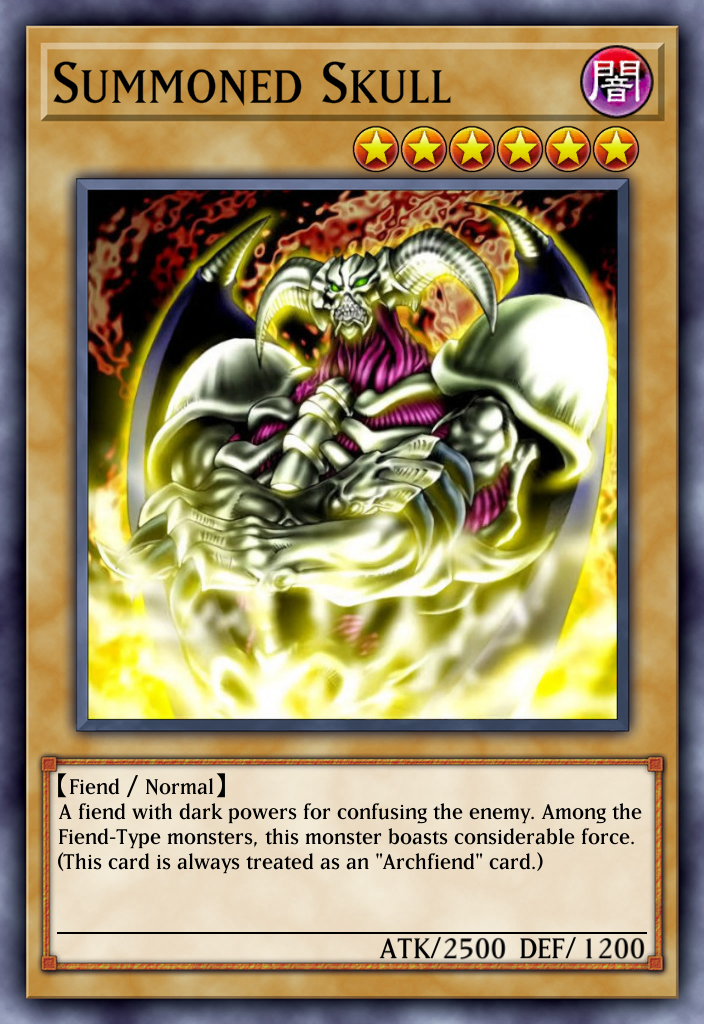 Summoned Skull
闇
【Fiend / Normal】
A fiend with dark powers for confusing the enemy. Among the
Fiend-Type monsters, this monster boasts considerable force.
(This card is always treated as an "Archfiend" card.)
ATK/2500 DEF/1200